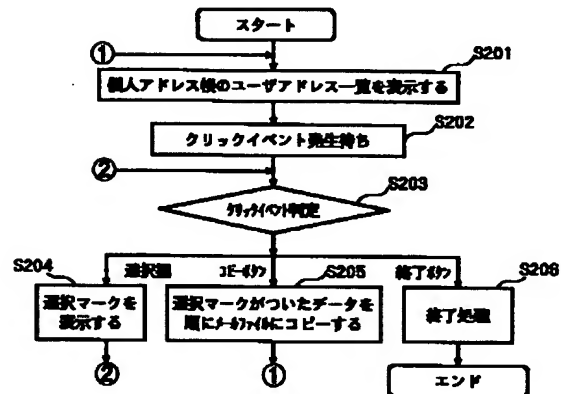 スタート
①
S201
個人アドレス帳のユーザアドレス一覧を表示する
S202
クリックイベント発生待ち
②
S203
クリックイベント判定
S204
選択欄
コピーボタン
S205
終了ボタン
S206
選択マークを
表示する
選択マークがついたデータを
順にメールファイルにコピーする
終了処理
②
①
エンド